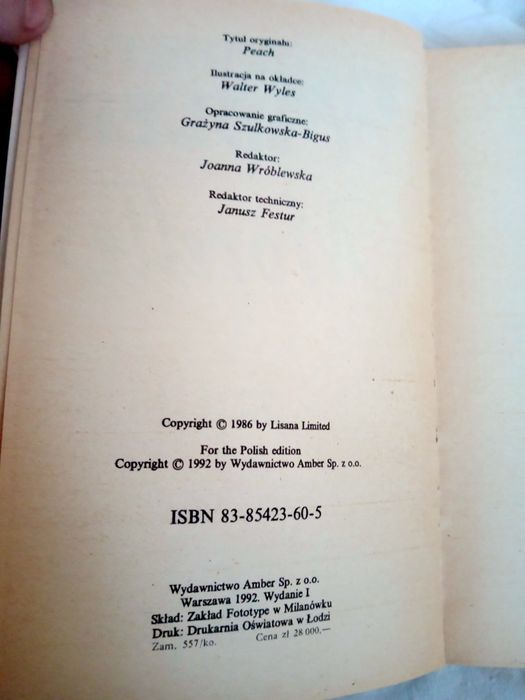 Tytuł oryginału:
Peach
Ilustracja na okładce:
Walter Wyles
Opracowanie graficzne:
Grażyna Szulkowska-Bigus
Redaktor:
Joanna Wróblewska
Redaktor techniczny:
Janusz Festur
Copyright © 1986 by Lisana Limited
For the Polish edition
Copyright © 1992 by Wydawnictwo Amber Sp. z o.o.
ISBN 83-85423-60-5
Wydawnictwo Amber Sp. z o.o.
Warszawa 1992. Wydanie I
Skład: Zakład Fototype w Milanówku
Druk: Drukarnia Oświatowa w Łodzi
Zam. 557/ko. Cena zł 28 000.—